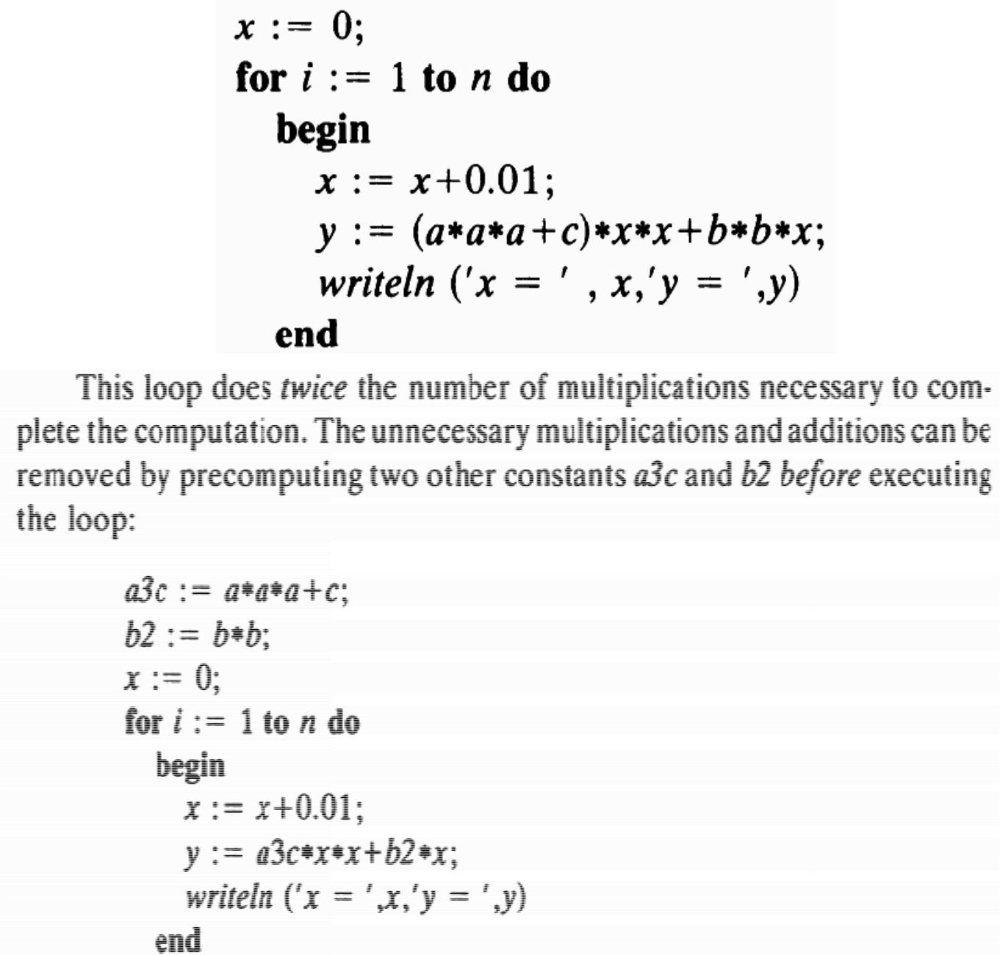 x := 0;
for i := 1 to n do
begin
x := x+0.01;
y := (a*a*a+c)*x*x+b*b*x;
writeln ('x = ' , x,'y = ',y)
end
This loop does twice the number of multiplications necessary to com-
plete the computation. The unnecessary multiplications and additions can be
removed by precomputing two other constants a3c and b2 before executing
the loop:
a3c := a*a*a+c;
b2 := b*b;
x := 0;
for i := 1 to n do
begin
x := x+0.01;
y := a3c*x*x+b2*x;
writeln ('x = ',x,'y = ',y)
end